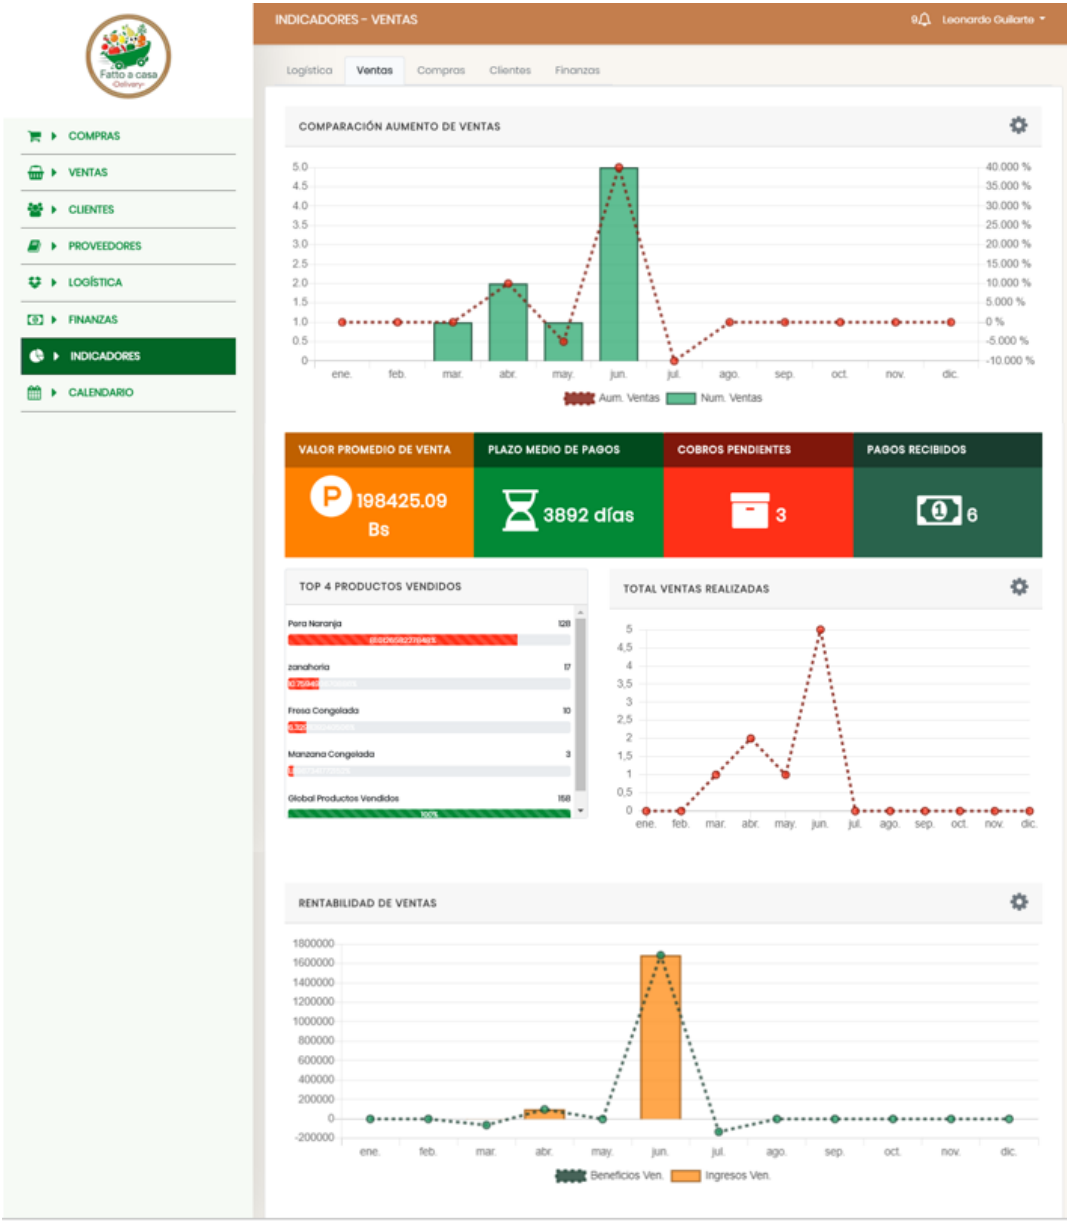 Fatto a casa
-Delivery-
COMPRAS
VENTAS
CLIENTES
PROVEEDORES
LOGÍSTICA
FINANZAS
INDICADORES
CALENDARIO
INDICADORES - VENTAS
9 Leonardo Guilarte
Logística Ventas Compras Clientes Finanzas
COMPARACIÓN AUMENTO DE VENTAS
5.0 40.000 %
4.5 35.000 %
4.0 30.000 %
3.5 25.000 %
3.0 20.000 %
2.5 15.000 %
2.0 10.000 %
1.5 5.000 %
1.0 0 %
0.5 -5.000 %
0 -10.000 %
ene. feb. mar. abr. may. jun. jul. ago. sep. oct. nov. dic.
Aum. Ventas Num. Ventas
VALOR PROMEDIO DE VENTA
P 198425.09
Bs
PLAZO MEDIO DE PAGOS
3892 días
COBROS PENDIENTES
3
PAGOS RECIBIDOS
1 6
TOP 4 PRODUCTOS VENDIDOS
Pera Naranja 128
zanahoria 17
Fresa Congelada 10
Manzana Congelada 3
Global Productos Vendidos 158
100%
TOTAL VENTAS REALIZADAS
5
4,5
4
3,5
3
2,5
2
1,5
1
0,5
0
ene. feb. mar. abr. may. jun. jul. ago. sep. oct. nov. dic.
RENTABILIDAD DE VENTAS
1800000
1600000
1400000
1200000
1000000
800000
600000
400000
200000
0
-200000
ene. feb. mar. abr. may. jun. jul. ago. sep. oct. nov. dic.
Beneficios Ven. Ingresos Ven.